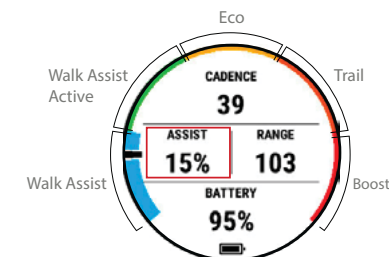 Eco
Walk Assist
Active
Trail
CADENCE
39
ASSIST
RANGE
15%
103
Walk Assist
Boost
BATTERY
95%